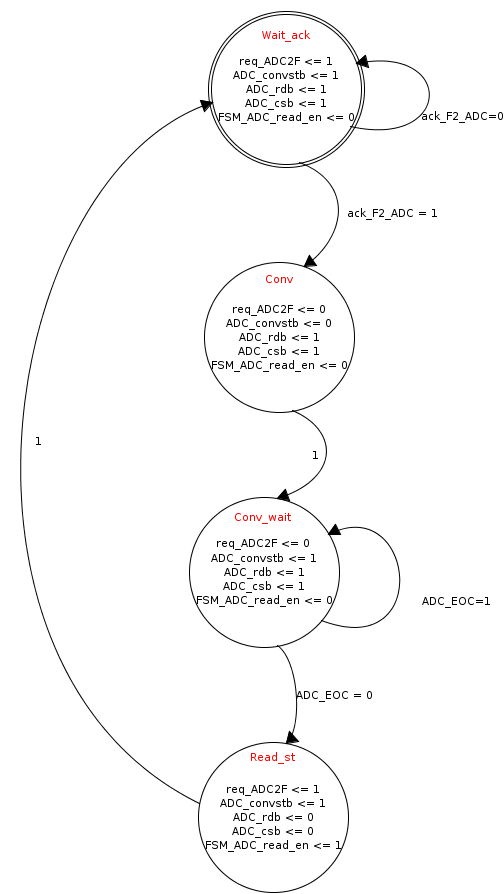 Wait_ack
req_ADC2F <= 1
ADC_convstb <= 1
ADC_rdb <= 1
ADC_csb <= 1
FSM_ADC_read_en <= 0
ack_F2_ADC=0
ack_F2_ADC = 1
Conv
req_ADC2F <= 0
ADC_convstb <= 0
ADC_rdb <= 1
ADC_csb <= 1
FSM_ADC_read_en <= 0
1
1
Conv_wait
req_ADC2F <= 0
ADC_convstb <= 1
ADC_rdb <= 1
ADC_csb <= 1
FSM_ADC_read_en <= 0
ADC_EOC=1
ADC_EOC = 0
Read_st
req_ADC2F <= 1
ADC_convstb <= 1
ADC_rdb <= 0
ADC_csb <= 0
FSM_ADC_read_en <= 1